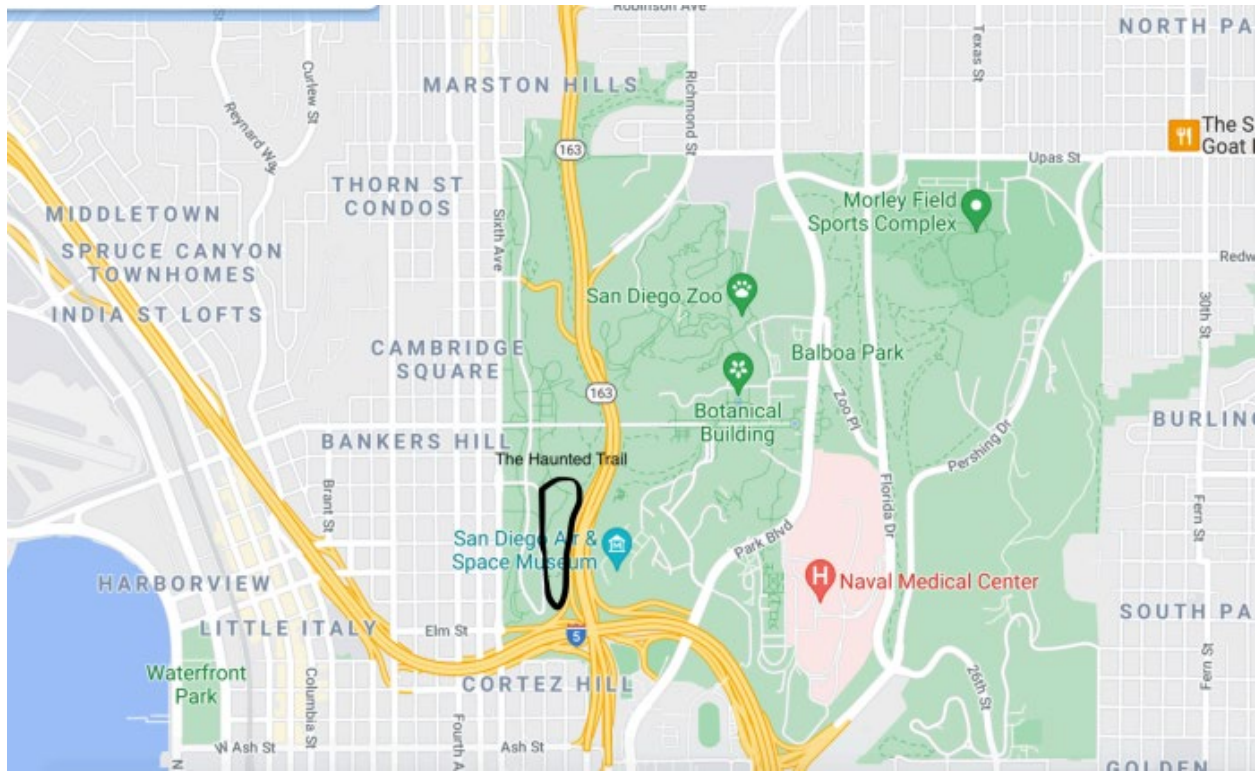 Robinson Ave
NORTH PA
MARSTON HILLS
Curlew St
Richmond St
Texas St
Reynard Way
163
The S
Goat
Upas St
THORN ST
CONDOS
Morley Field
Sports Complex
MIDDLETOWN
Sixth Ave
SPRUCE CANYON
TOWNHOMES
Redw
San Diego Zoo
INDIA ST LOFTS
30th St
CAMBRIDGE
SQUARE
Balboa Park
163
Zoo Pl
Botanical
Building
BURLING
BANKERS HILL
Pershing Dr
The Haunted Trail
Brant St
Florida Dr
Fern St
San Diego Air &
Space Museum
Park Blvd
H
Naval Medical Center
HARBORVIEW
SOUTH PA
LITTLE ITALY
Elm St
5
Fern St
Waterfront
Park
Columbia St
CORTEZ HILL
26th St
Fourth A
W Ash St
Ash St
N
GOLDEN